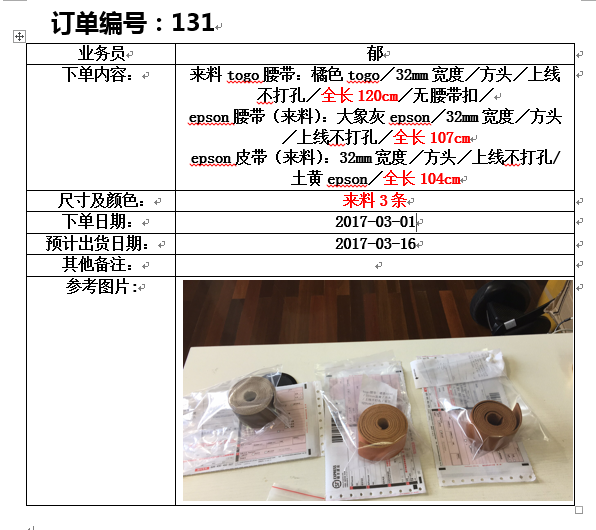 订单编号：131
业务员
郁
下单内容：
来料 togo 腰带：橘色 togo／32mm 宽度／方头／上线
不打孔／全长 120cm／无腰带扣／
epson 腰带（来料）：大象灰 epson／32mm 宽度／方头
／上线不打孔／全长 107cm
epson 皮带（来料）：32mm 宽度／方头／上线不打孔/
土黄 epson／全长 104cm
尺寸及颜色：
来料 3 条
下单日期：
2017-03-01
预计出货日期：
2017-03-16
其他备注：
参考图片: